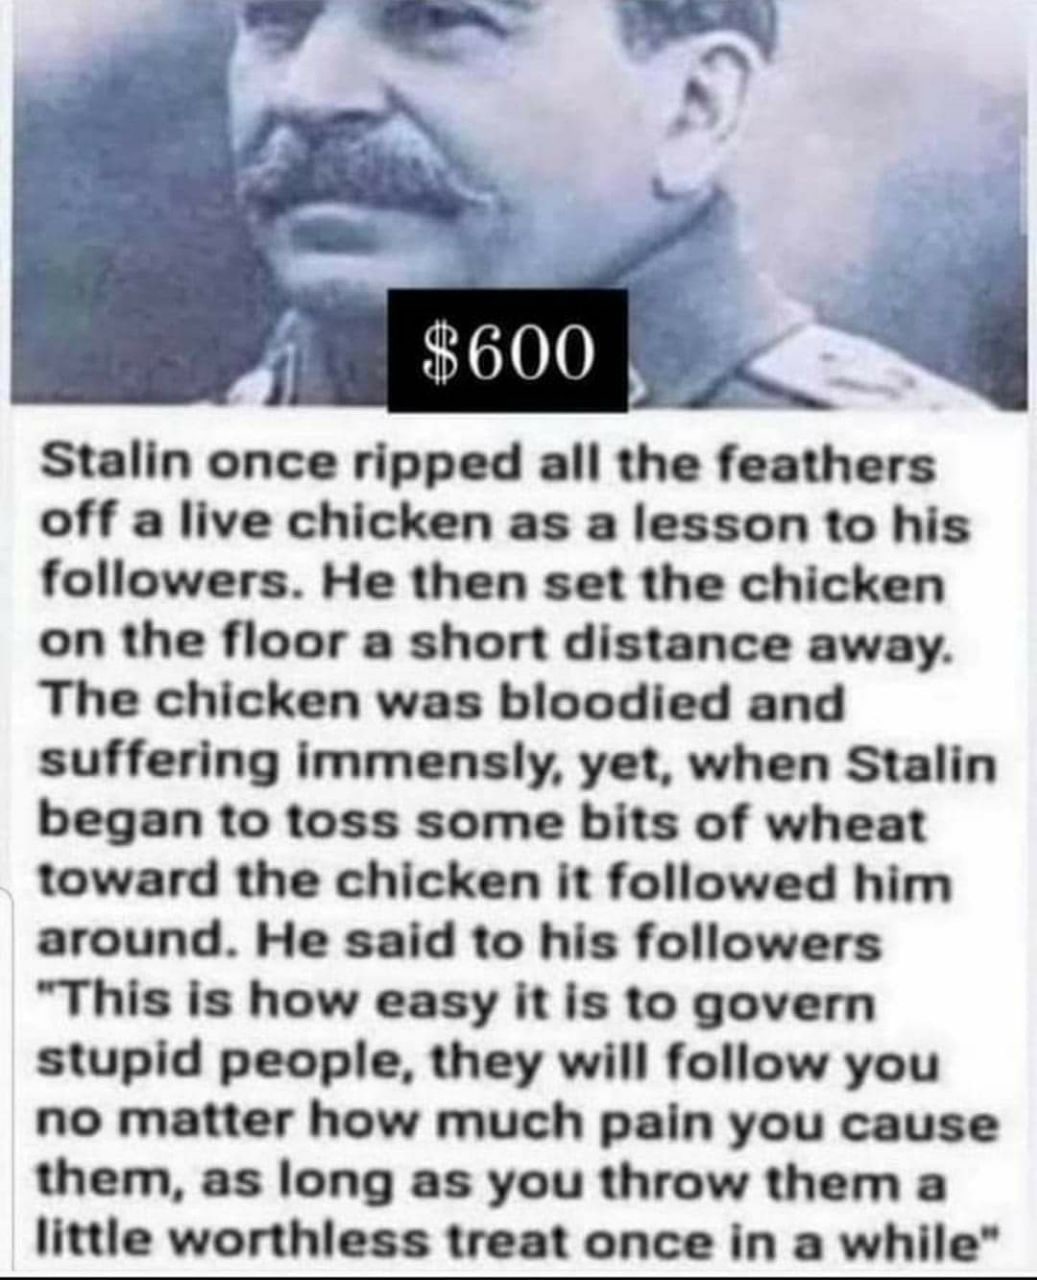 $600
Stalin once ripped all the feathers
off a live chicken as a lesson to his
followers. He then set the chicken
on the floor a short distance away.
The chicken was bloodied and
suffering immensly, yet, when Stalin
began to toss some bits of wheat
toward the chicken it followed him
around. He said to his followers
"This is how easy it is to govern
stupid people, they will follow you
no matter how much pain you cause
them, as long as you throw them a
little worthless treat once in a while"